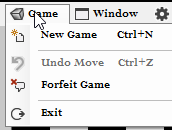 Game Window
New Game Ctrl+N
Undo Move Ctrl+Z
Forfeit Game
Exit